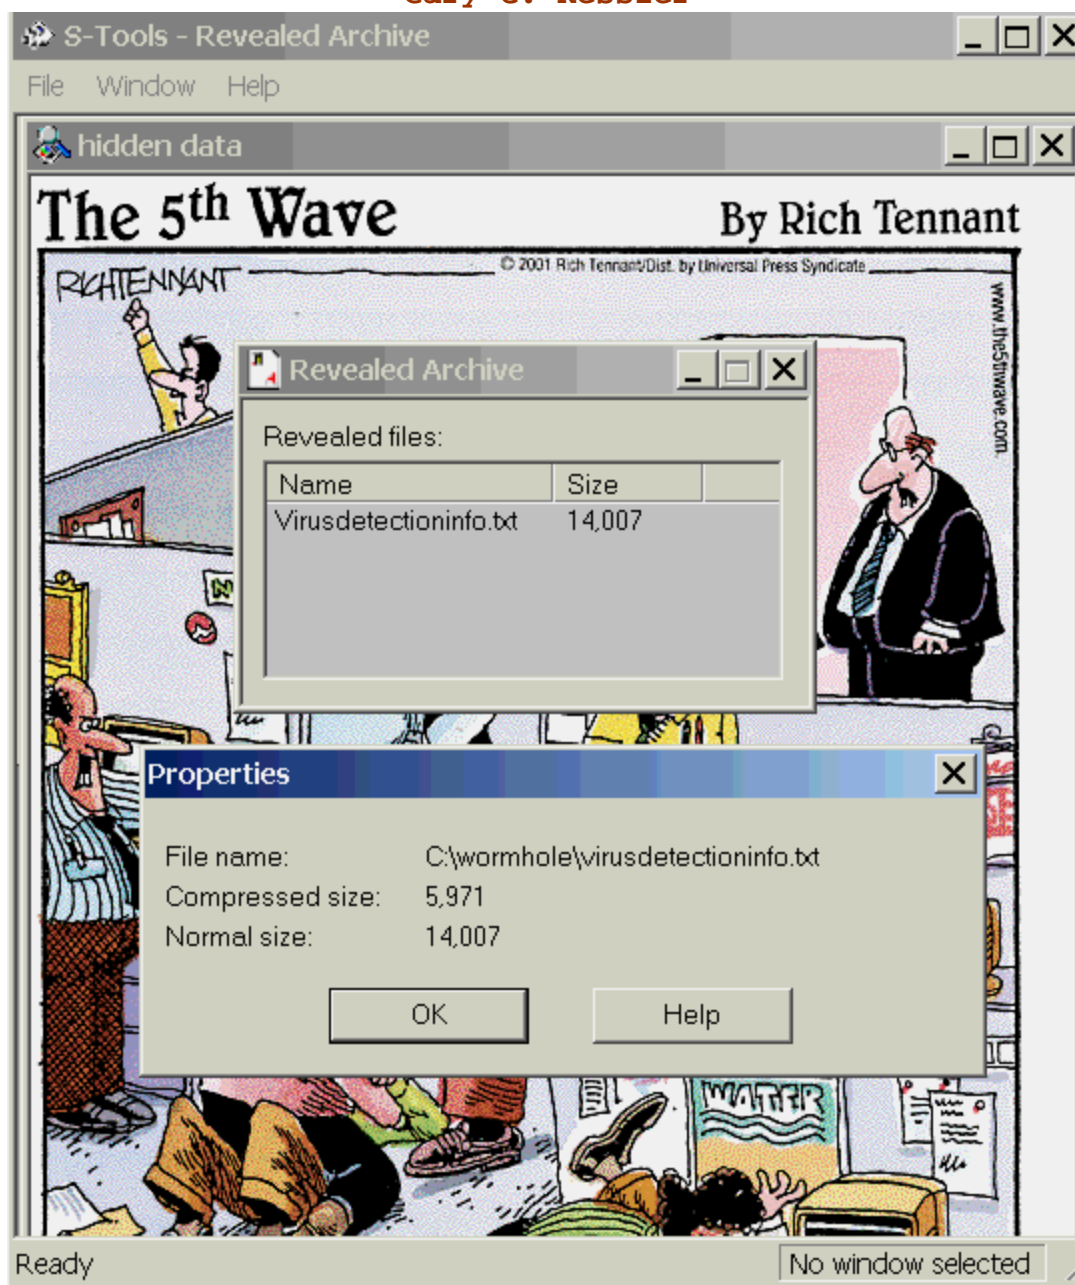 S-Tools - Revealed Archive
File Window Help
hidden data
The 5th Wave By Rich Tennant
RICHTENNANT © 2001 Rich Tennant/Dist. by Universal Press Syndicate
www.the5thwave.com
Revealed Archive
Revealed files:
Name Size
Virusdetectioninfo.txt 14,007
Properties
File name: C:\wormhole\virusdetectioninfo.txt
Compressed size: 5,971
Normal size: 14,007
OK Help
WATER
Ready No window selected